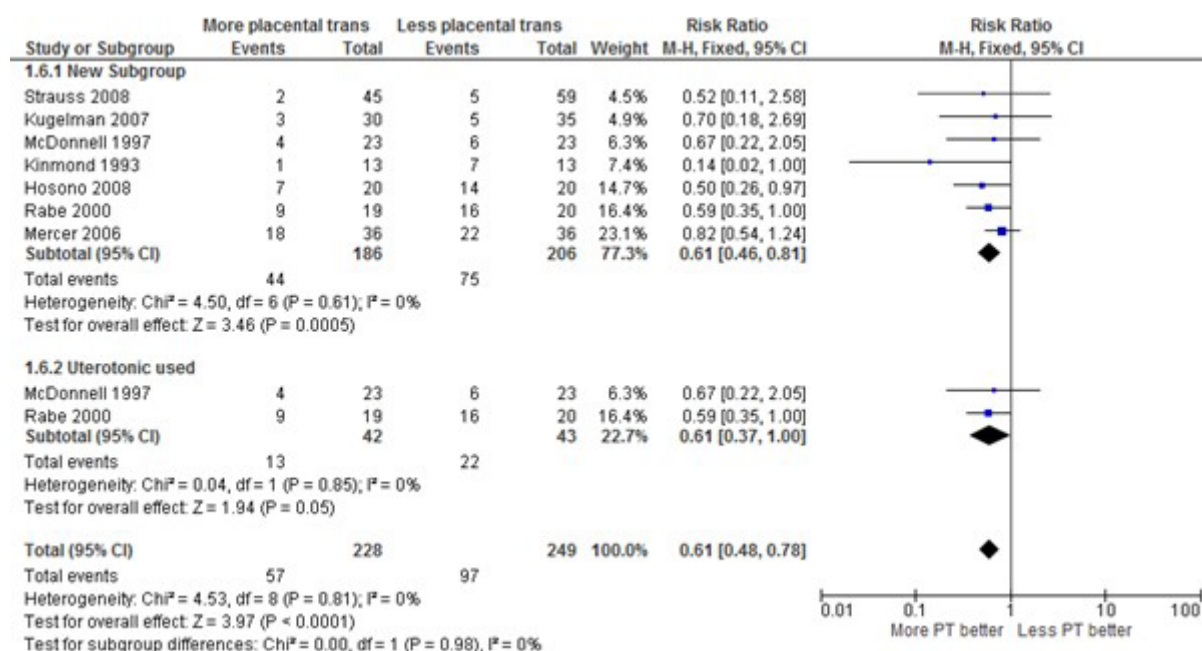 More placental trans Less placental trans Risk Ratio Risk Ratio
Study or Subgroup Events Total Events Total Weight M-H, Fixed, 95% CI M-H, Fixed, 95% CI
1.6.1 New Subgroup
Strauss 2008 2 45 5 59 4.5% 0.52 [0.11, 2.58]
Kugelman 2007 3 30 5 35 4.9% 0.70 [0.18, 2.69]
McDonnell 1997 4 23 6 23 6.3% 0.67 [0.22, 2.05]
Kinmond 1993 1 13 7 13 7.4% 0.14 [0.02, 1.00]
Hosono 2008 7 20 14 20 14.7% 0.50 [0.26, 0.97]
Rabe 2000 9 19 16 20 16.4% 0.59 [0.35, 1.00]
Mercer 2006 18 36 22 36 23.1% 0.82 [0.54, 1.24]
Subtotal (95% CI) 186 206 77.3% 0.61 [0.46, 0.81]
Total events 44 75
Heterogeneity: Chi² = 4.50, df = 6 (P = 0.61); I² = 0%
Test for overall effect: Z = 3.46 (P = 0.0005)
1.6.2 Uterotonic used
McDonnell 1997 4 23 6 23 6.3% 0.67 [0.22, 2.05]
Rabe 2000 9 19 16 20 16.4% 0.59 [0.35, 1.00]
Subtotal (95% CI) 42 43 22.7% 0.61 [0.37, 1.00]
Total events 13 22
Heterogeneity: Chi² = 0.04, df = 1 (P = 0.85); I² = 0%
Test for overall effect: Z = 1.94 (P = 0.05)
Total (95% CI) 228 249 100.0% 0.61 [0.48, 0.78]
Total events 57 97
Heterogeneity: Chi² = 4.53, df = 8 (P = 0.81); I² = 0%
Test for overall effect: Z = 3.97 (P < 0.0001)
Test for subgroup differences: Chi² = 0.00, df = 1 (P = 0.98), I² = 0%
0.01 0.1 1 10 100
More PT better Less PT better